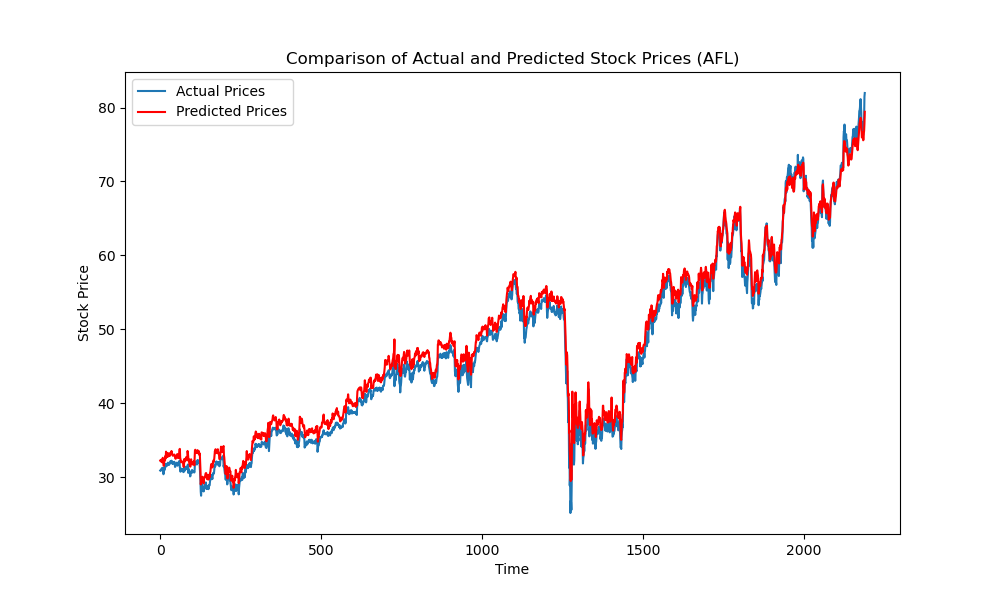 Comparison of Actual and Predicted Stock Prices (AFL)
Actual Prices
Predicted Prices
Stock Price
80
70
60
50
40
30
0 500 1000 1500 2000
Time